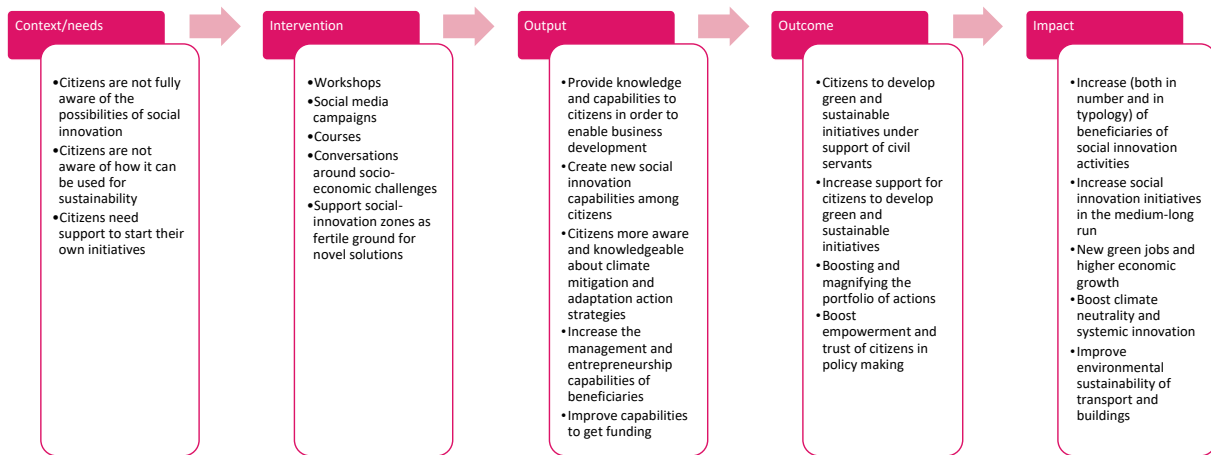 Context/needs
•Citizens are not fully
aware of the
possibilities of social
innovation
•Citizens are not
aware of how it can
be used for
sustainability
•Citizens need
support to start their
own initiatives
Intervention
•Workshops
•Social media
campaigns
•Courses
•Conversations
around socio-
economic challenges
•Support social-
innovation zones as
fertile ground for
novel solutions
Output
•Provide knowledge
and capabilities to
citizens in order to
enable business
development
•Create new social
innovation
capabilities among
citizens
•Citizens more aware
and knowledgeable
about climate
mitigation and
adaptation action
strategies
•Increase the
management and
entrepreneurship
capabilities of
beneficiaries
•Improve capabilities
to get funding
Outcome
•Citizens to develop
green and
sustainable
initiatives under
support of civil
servants
•Increase support for
citizens to develop
green and
sustainable
initiatives
•Boosting and
magnifying the
portfolio of actions
•Boost
empowerment and
trust of citizens in
policy making
Impact
•Increase (both in
number and in
typology) of
beneficiaries of
social innovation
activities
•Increase social
innovation initiatives
in the medium-long
run
•New green jobs and
higher economic
growth
•Boost climate
neutrality and
systemic innovation
•Improve
environmental
sustainability of
transport and
buildings